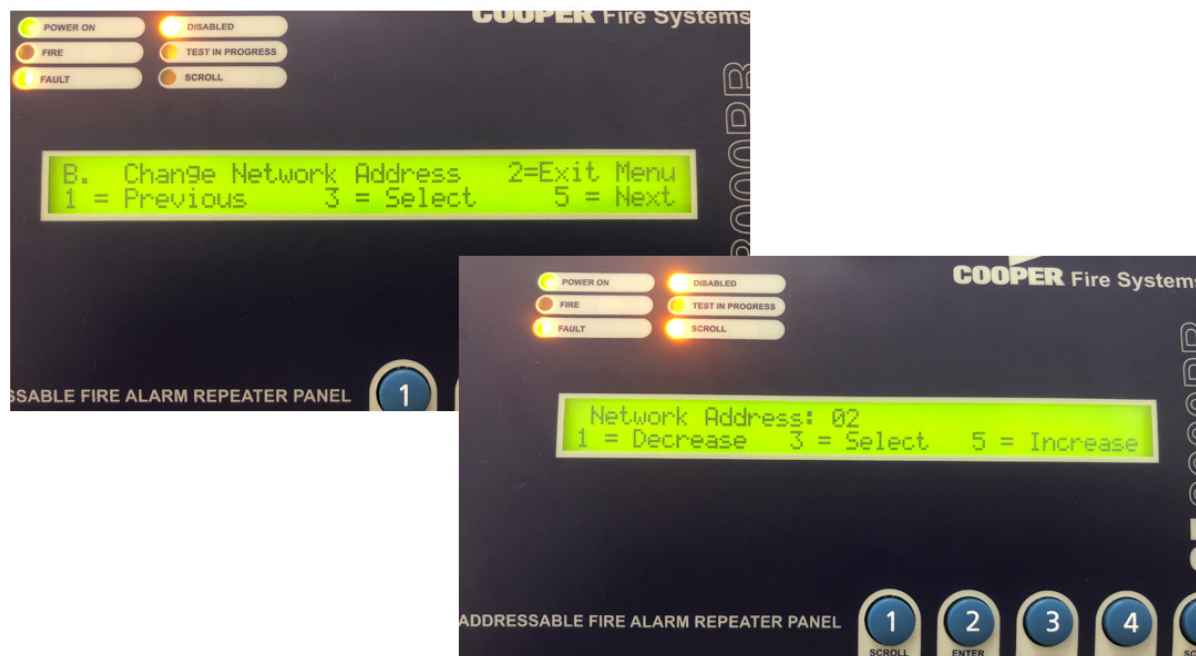 POWER ON
DISABLED
FIRE
TEST IN PROGRESS
FAULT
SCROLL
COOPER Fire Systems
B. Change Network Address 2=Exit Menu
1 = Previous 3 = Select 5 = Next
FIRE ALARM REPEATER PANEL
1
POWER ON
DISABLED
FIRE
TEST IN PROGRESS
FAULT
SCROLL
COOPER Fire Systems
Network Address: 02
1 = Decrease 3 = Select 5 = Increase
ADDRESSABLE FIRE ALARM REPEATER PANEL
1
2
3
4
SCROLL
ENTER